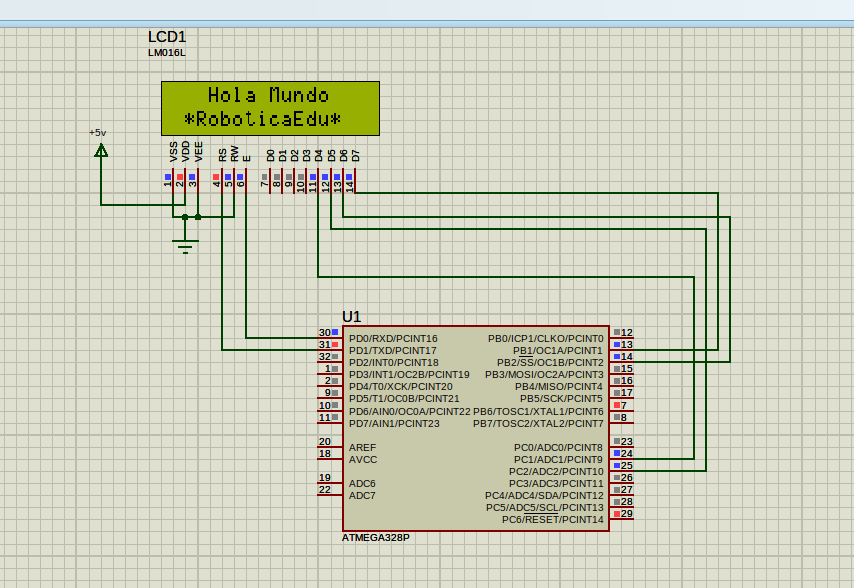 LCD1
LM016L
Hola Mundo
*RoboticaEdu*
+5v
VSS VDD VEE RS RW E D0 D1 D2 D3 D4 D5 D6 D7
1 2 3 4 5 6 7 8 9 10 11 12 13 14
U1
30 PD0/RXD/PCINT16 PB0/ICP1/CLKO/PCINT0 12
31 PD1/TXD/PCINT17 PB1/OC1A/PCINT1 13
32 PD2/INT0/PCINT18 PB2/SS/OC1B/PCINT2 14
1 PD3/INT1/OC2B/PCINT19 PB3/MOSI/OC2A/PCINT3 15
2 PD4/T0/XCK/PCINT20 PB4/MISO/PCINT4 16
9 PD5/T1/OC0B/PCINT21 PB5/SCK/PCINT5 17
10 PD6/AIN0/OC0A/PCINT22 PB6/TOSC1/XTAL1/PCINT6 7
11 PD7/AIN1/PCINT23 PB7/TOSC2/XTAL2/PCINT7 8
20 AREF PC0/ADC0/PCINT8 23
18 AVCC PC1/ADC1/PCINT9 24
PC2/ADC2/PCINT10 25
19 ADC6 PC3/ADC3/PCINT11 26
22 ADC7 PC4/ADC4/SDA/PCINT12 27
PC5/ADC5/SCL/PCINT13 28
PC6/RESET/PCINT14 29
ATMEGA328P